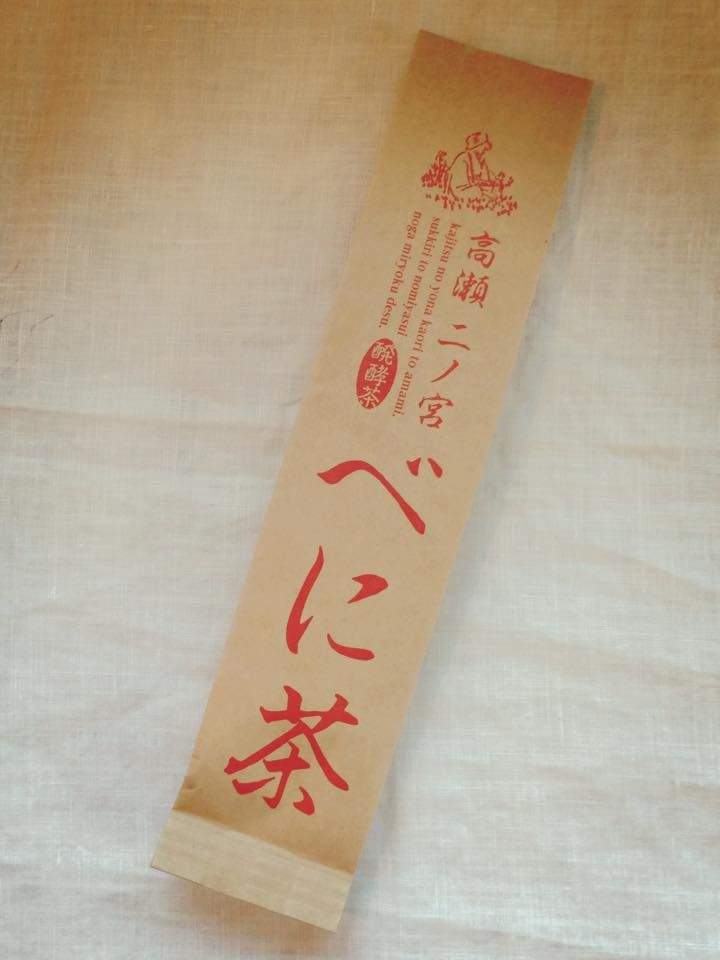 高瀬 二ノ宮
kajitsu no yona kaori to amami.
sukkiri to nomiyasui
noga miryoku desu.
醗酵茶
べに茶